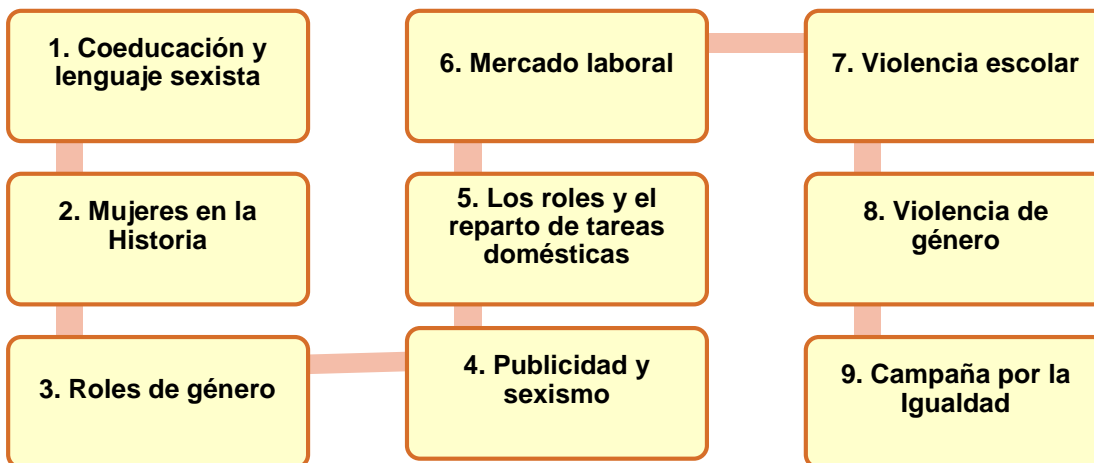 1. Coeducación y
lenguaje sexista
2. Mujeres en la
Historia
3. Roles de género
4. Publicidad y
sexismo
5. Los roles y el
reparto de tareas
domésticas
6. Mercado laboral
7. Violencia escolar
8. Violencia de
género
9. Campaña por la
Igualdad